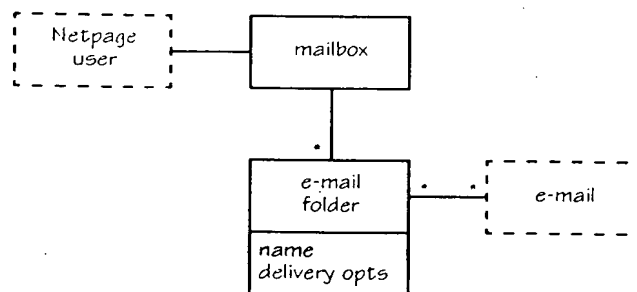 Netpage
user
mailbox
*
e-mail
folder
* *
e-mail
name
delivery opts